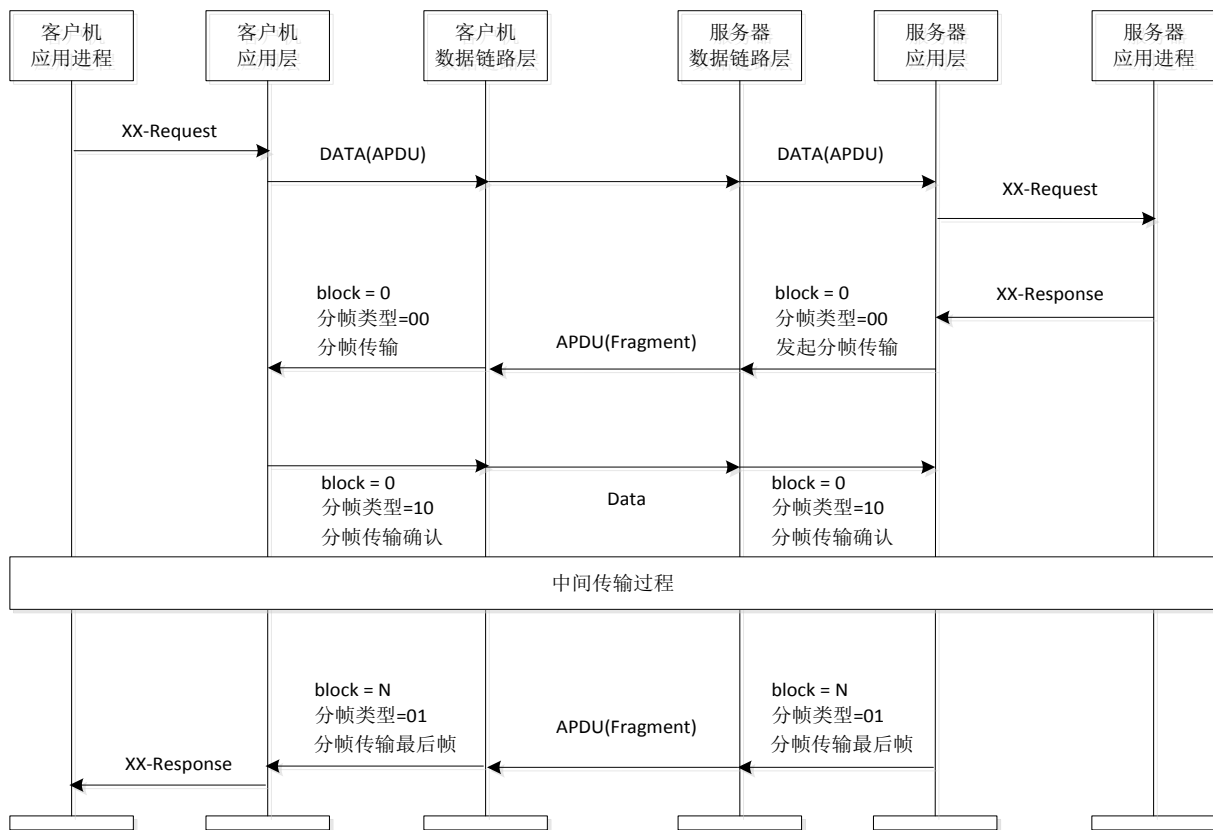 客户机
应用进程
客户机
应用层
客户机
数据链路层
服务器
数据链路层
服务器
应用层
服务器
应用进程
XX-Request
DATA(APDU)
DATA(APDU)
XX-Request
block = 0
分帧类型=00
分帧传输
APDU(Fragment)
block = 0
分帧类型=00
发起分帧传输
XX-Response
block = 0
分帧类型=10
分帧传输确认
Data
block = 0
分帧类型=10
分帧传输确认
中间传输过程
block = N
分帧类型=01
分帧传输最后帧
APDU(Fragment)
block = N
分帧类型=01
分帧传输最后帧
XX-Response